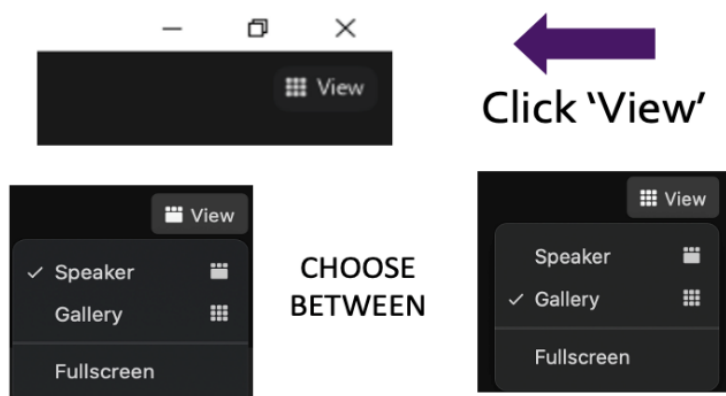 View
Click ‘View’
View
Speaker
Gallery
Fullscreen
CHOOSE
BETWEEN
View
Speaker
Gallery
Fullscreen